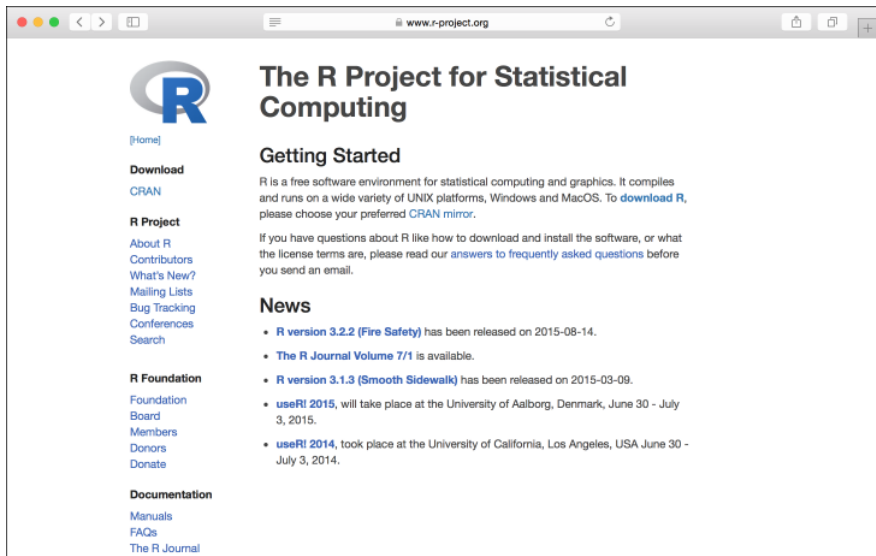 www.r-project.org
R
[Home]
Download
CRAN
R Project
About R
Contributors
What's New?
Mailing Lists
Bug Tracking
Conferences
Search
R Foundation
Foundation
Board
Members
Donors
Donate
Documentation
Manuals
FAQs
The R Journal
The R Project for Statistical
Computing
Getting Started
R is a free software environment for statistical computing and graphics. It compiles
and runs on a wide variety of UNIX platforms, Windows and MacOS. To download R,
please choose your preferred CRAN mirror.
If you have questions about R like how to download and install the software, or what
the license terms are, please read our answers to frequently asked questions before
you send an email.
News
• R version 3.2.2 (Fire Safety) has been released on 2015-08-14.
• The R Journal Volume 7/1 is available.
• R version 3.1.3 (Smooth Sidewalk) has been released on 2015-03-09.
• useR! 2015, will take place at the University of Aalborg, Denmark, June 30 - July
3, 2015.
• useR! 2014, took place at the University of California, Los Angeles, USA June 30 -
July 3, 2014.